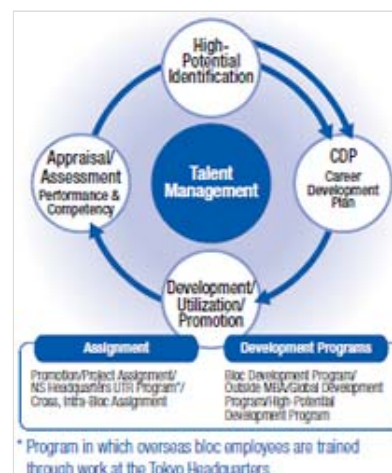 High-
Potential
Identification
Appraisal/
Assessment
Performance &
Competency
Talent
Management
CDP
Career
Development
Plan
Development/
Utilization/
Promotion
Assignment
Promotion/Project Assignment/
NS Headquarters UTR Program*/
Cross, Intra-Bloc Assignment
Development Programs
Bloc Development Program/
Outside MBA/Global Development
Program/High-Potential
Development Program
* Program in which overseas bloc employees are trained
through work at the Tokyo Headquarters